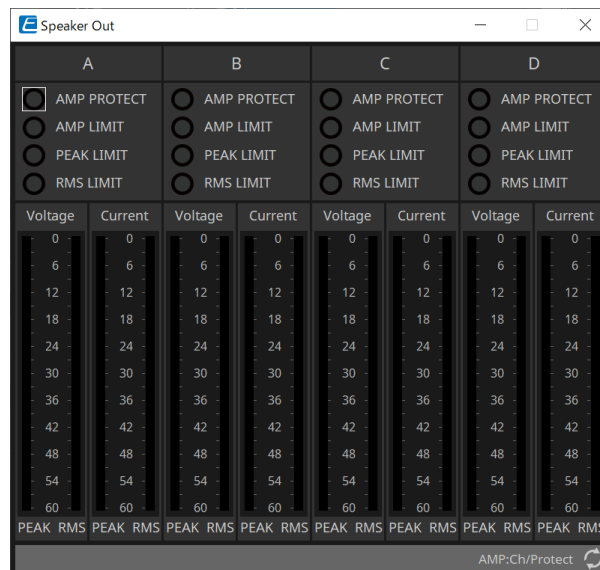 Speaker Out
A B C D
AMP PROTECT AMP PROTECT AMP PROTECT AMP PROTECT
AMP LIMIT AMP LIMIT AMP LIMIT AMP LIMIT
PEAK LIMIT PEAK LIMIT PEAK LIMIT PEAK LIMIT
RMS LIMIT RMS LIMIT RMS LIMIT RMS LIMIT
Voltage Current Voltage Current Voltage Current Voltage Current
0 0 0 0 0 0 0 0
6 6 6 6 6 6 6 6
12 12 12 12 12 12 12 12
18 18 18 18 18 18 18 18
24 24 24 24 24 24 24 24
30 30 30 30 30 30 30 30
36 36 36 36 36 36 36 36
42 42 42 42 42 42 42 42
48 48 48 48 48 48 48 48
54 54 54 54 54 54 54 54
60 60 60 60 60 60 60 60
PEAK RMS PEAK RMS PEAK RMS PEAK RMS PEAK RMS PEAK RMS PEAK RMS PEAK RMS
AMP:Ch/Protect